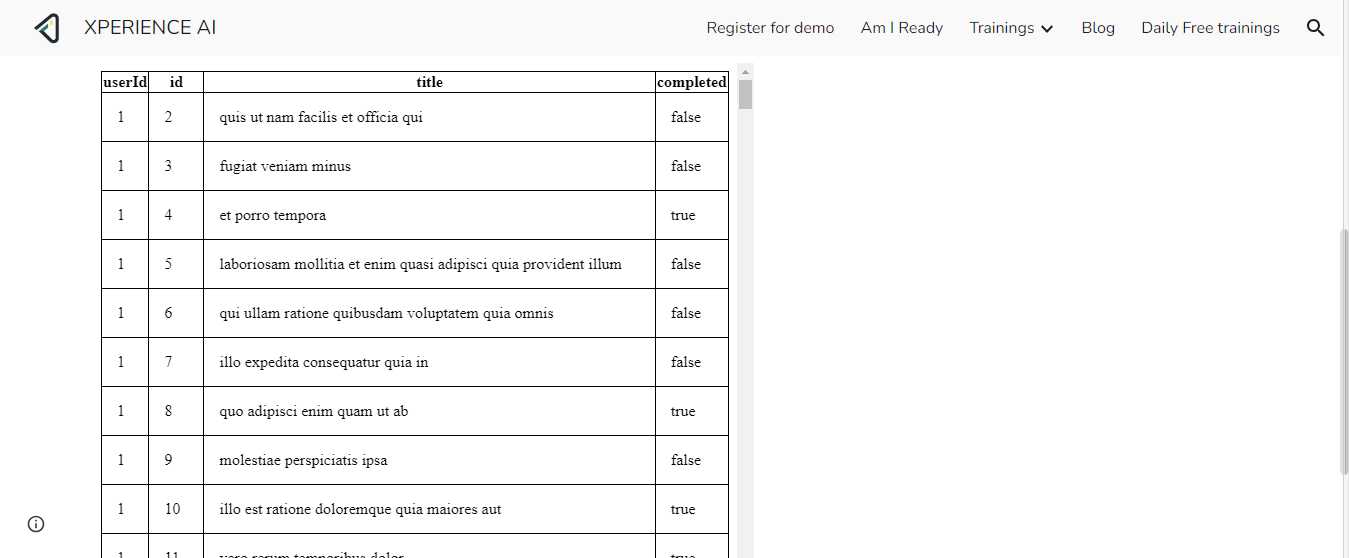 XPERIENCE AI Register for demo Am I Ready Trainings Blog Daily Free trainings
userId id title completed
1 2 quis ut nam facilis et officia qui false
1 3 fugiat veniam minus false
1 4 et porro tempora true
1 5 laboriosam mollitia et enim quasi adipisci quia provident illum false
1 6 qui ullam ratione quibusdam voluptatem quia omnis false
1 7 illo expedita consequatur quia in false
1 8 quo adipisci enim quam ut ab true
1 9 molestiae perspiciatis ipsa false
1 10 illo est ratione doloremque quia maiores aut true
1 11 vero rerum temporibus dolor true